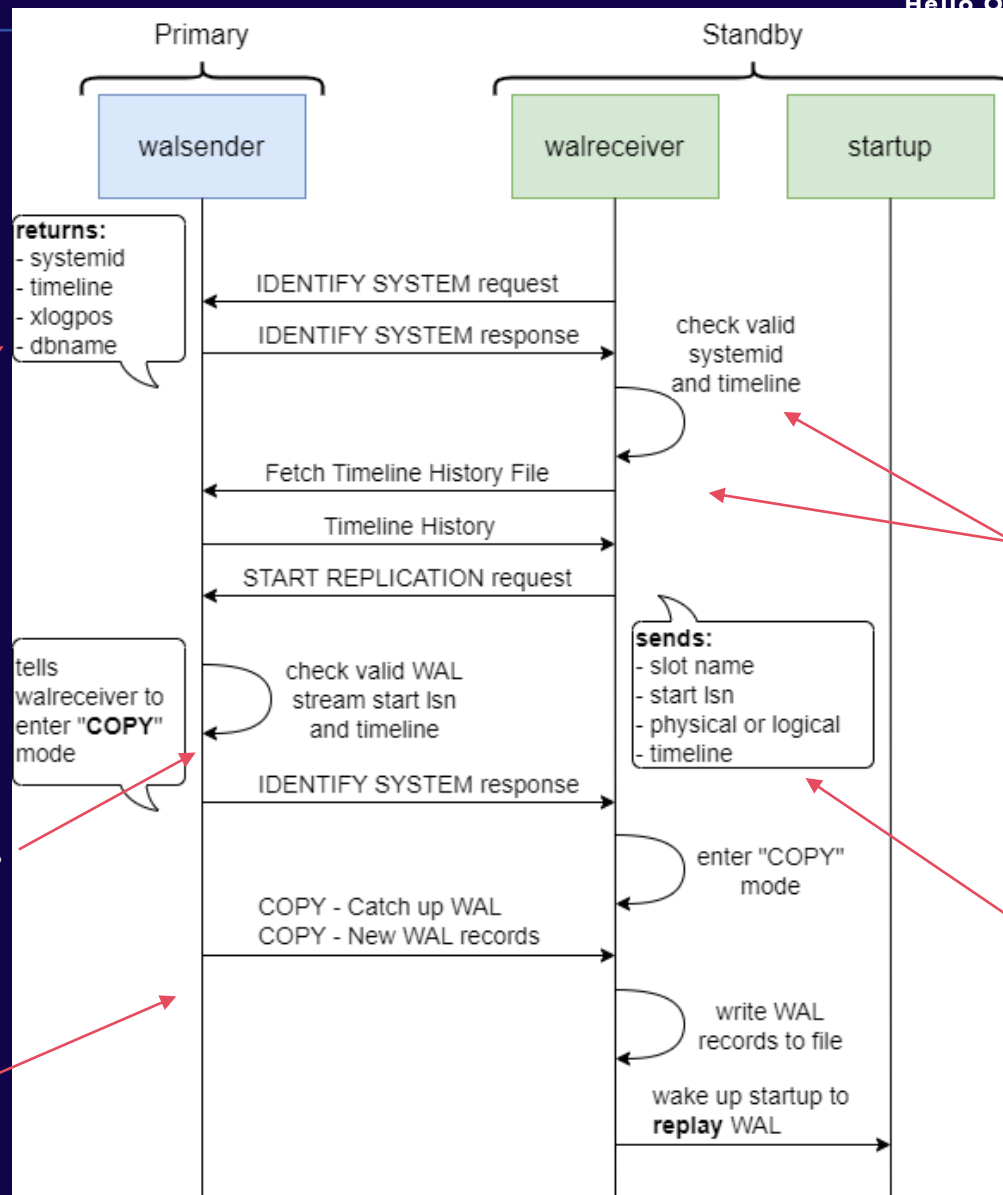 Hello O
Primary
Standby
walsender
walreceiver
startup
returns:
- systemid
- timeline
- xlogpos
- dbname
IDENTIFY SYSTEM request
IDENTIFY SYSTEM response
check valid
systemid
and timeline
Fetch Timeline History File
Timeline History
START REPLICATION request
sends:
- slot name
- start lsn
- physical or logical
- timeline
tells
walreceiver to
enter "COPY"
mode
check valid WAL
stream start lsn
and timeline
IDENTIFY SYSTEM response
enter "COPY"
mode
COPY - Catch up WAL
COPY - New WAL records
write WAL
records to file
wake up startup to
replay WAL